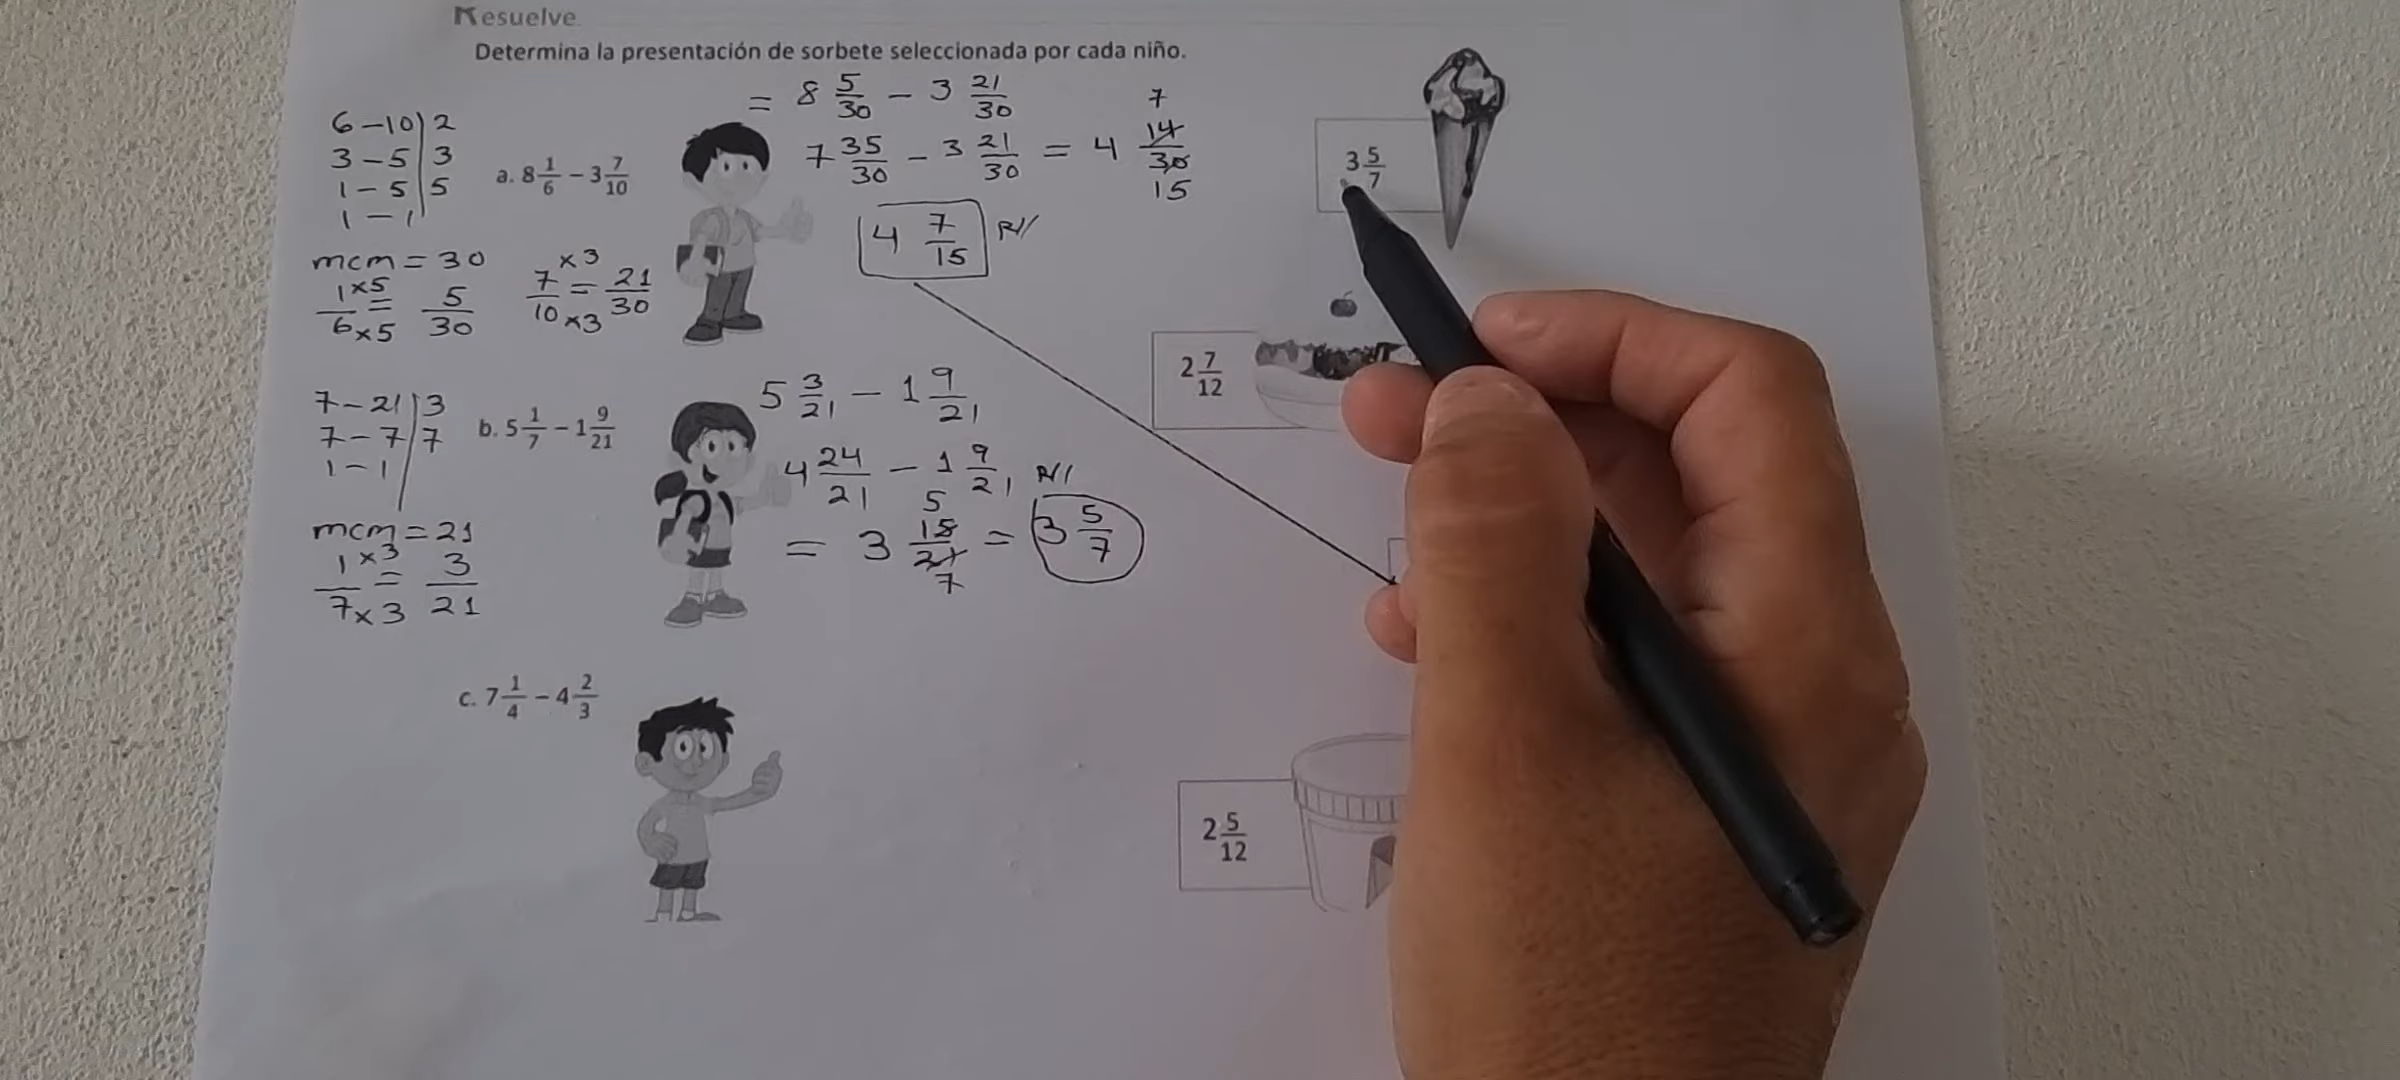 Resuelve
Determina la presentación de sorbete seleccionada por cada niño.
= 8 5/30 − 3 21/30
7 35/30 − 3 21/30 = 4 14/30
7
15
4 7/15 R//
6 − 10 | 2
3 − 5 | 3
1 − 5 | 5
1 − 1
a. 8 1/6 − 3 7/10
mcm = 30
1×5/6×5 = 5/30
7×3/10×3 = 21/30
3 5/7
2 7/12
7 − 21 | 3
7 − 7 | 7
1 − 1
b. 5 1/7 − 1 9/21
5 3/21 − 1 9/21
4 24/21 − 1 9/21
R//
5
= 3 15/21 = 3 5/7
7
mcm = 21
1×3/7×3 = 3/21
c. 7 1/4 − 4 2/3
2 5/12